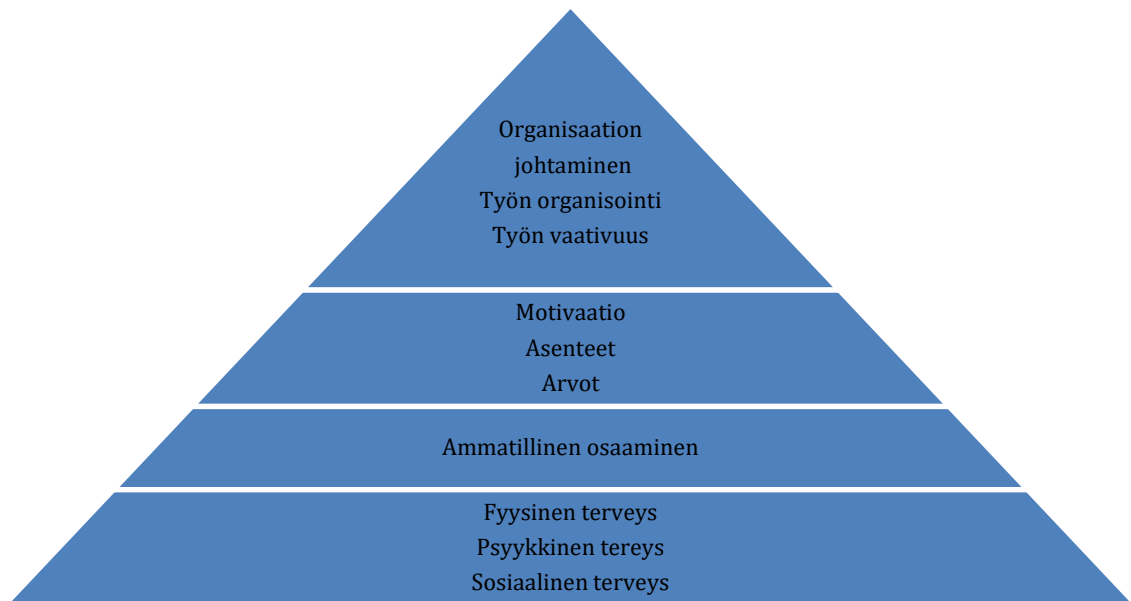 Organisaation
johtaminen
Työn organisointi
Työn vaativuus
Motivaatio
Asenteet
Arvot
Ammatillinen osaaminen
Fyysinen terveys
Psyykkinen tereys
Sosiaalinen terveys